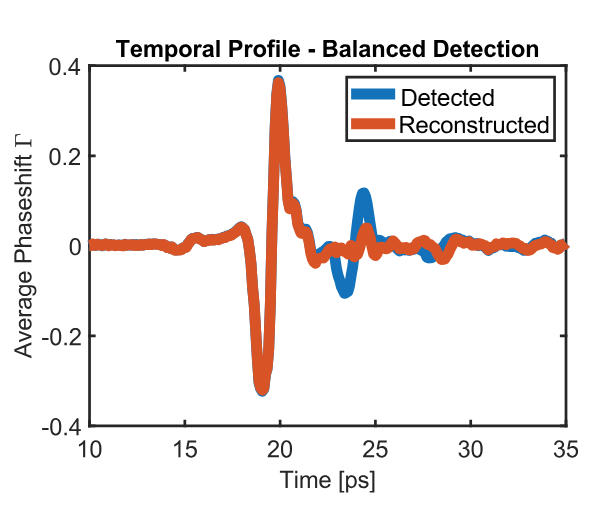 Temporal Profile - Balanced Detection
Detected
Reconstructed
Average Phaseshift Γ
0.4
0.2
0
-0.2
-0.4
10 15 20 25 30 35
Time [ps]